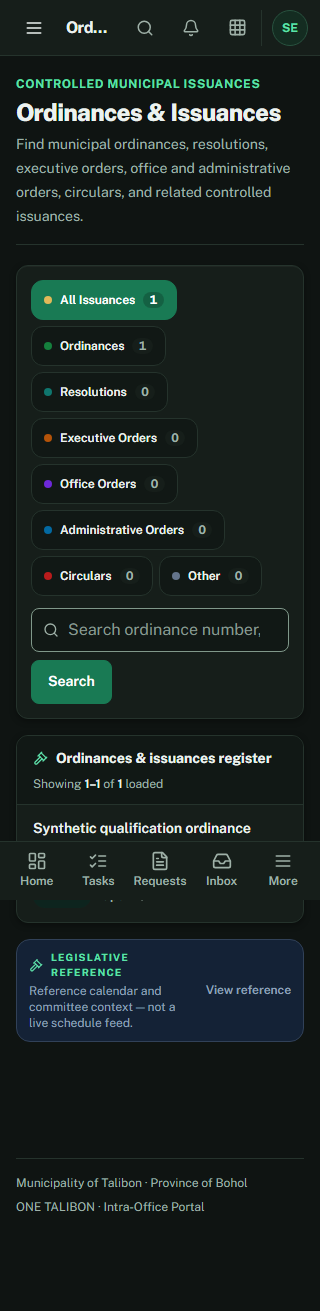 Ord...
SE
CONTROLLED MUNICIPAL ISSUANCES
Ordinances & Issuances
Find municipal ordinances, resolutions,
executive orders, office and administrative
orders, circulars, and related controlled
issuances.
All Issuances 1
Ordinances 1
Resolutions 0
Executive Orders 0
Office Orders 0
Administrative Orders 0
Circulars 0
Other 0
Search ordinance number,
Search
Ordinances & issuances register
Showing 1–1 of 1 loaded
Synthetic qualification ordinance
Home
Tasks
Requests
Inbox
More
LEGISLATIVE
REFERENCE
Reference calendar and
committee context — not a
live schedule feed.
View reference
Municipality of Talibon · Province of Bohol
ONE TALIBON · Intra-Office Portal